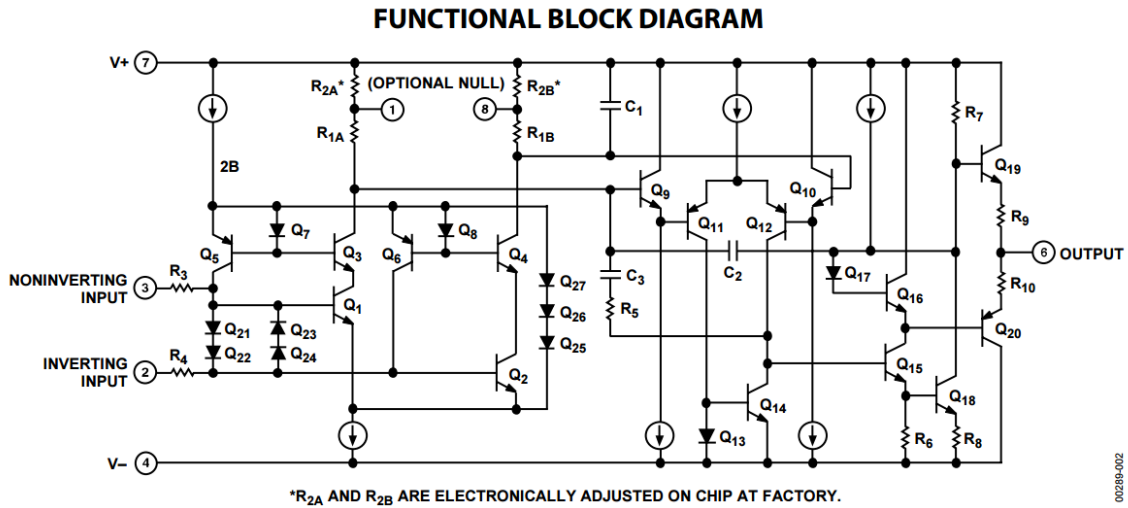 FUNCTIONAL BLOCK DIAGRAM
V+ 7
R2A* (OPTIONAL NULL) R2B*
1 8
R1A R1B
C1
R7
2B
Q19
Q9 Q10
Q7 Q8
Q11 Q12
R9
Q5 Q3 Q6 Q4
6 OUTPUT
NONINVERTING
INPUT 3 R3
C2
C3 Q17
Q27
R10
Q16
Q1
Q26
R5
Q21 Q23
Q20
Q22 Q24
Q25
INVERTING
INPUT 2 R4
Q2
Q15
Q14 Q18
Q13
R6 R8
V– 4
*R2A AND R2B ARE ELECTRONICALLY ADJUSTED ON CHIP AT FACTORY.
00289-002